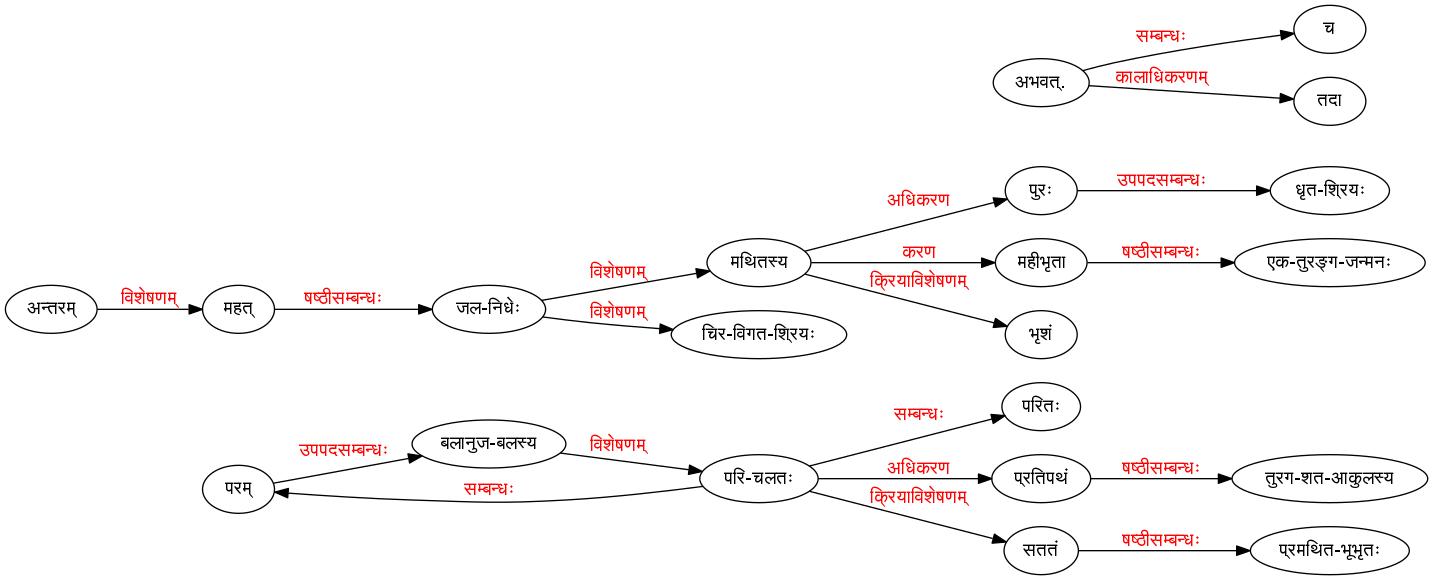 च
सम्बन्धः
अभवत्.
कालाधिकरणम्
तदा
पुरः
उपपदसम्बन्धः
धृत-श्रियः
अधिकरण
मथितस्य
करण
महीभृता
षष्ठीसम्बन्धः
एक-तुरङ्ग-जन्मनः
विशेषणम्
क्रियाविशेषणम्
अन्तरम्
विशेषणम्
महत्
षष्ठीसम्बन्धः
जल-निधेः
विशेषणम्
चिर-विगत-श्रियः
भृशं
परितः
सम्बन्धः
बलानुज-बलस्य
विशेषणम्
उपपदसम्बन्धः
परम्
सम्बन्धः
परि-चलतः
अधिकरण
प्रतिपथं
षष्ठीसम्बन्धः
तुरग-शत-आकुलस्य
क्रियाविशेषणम्
सततं
षष्ठीसम्बन्धः
प्रमथित-भूभृतः